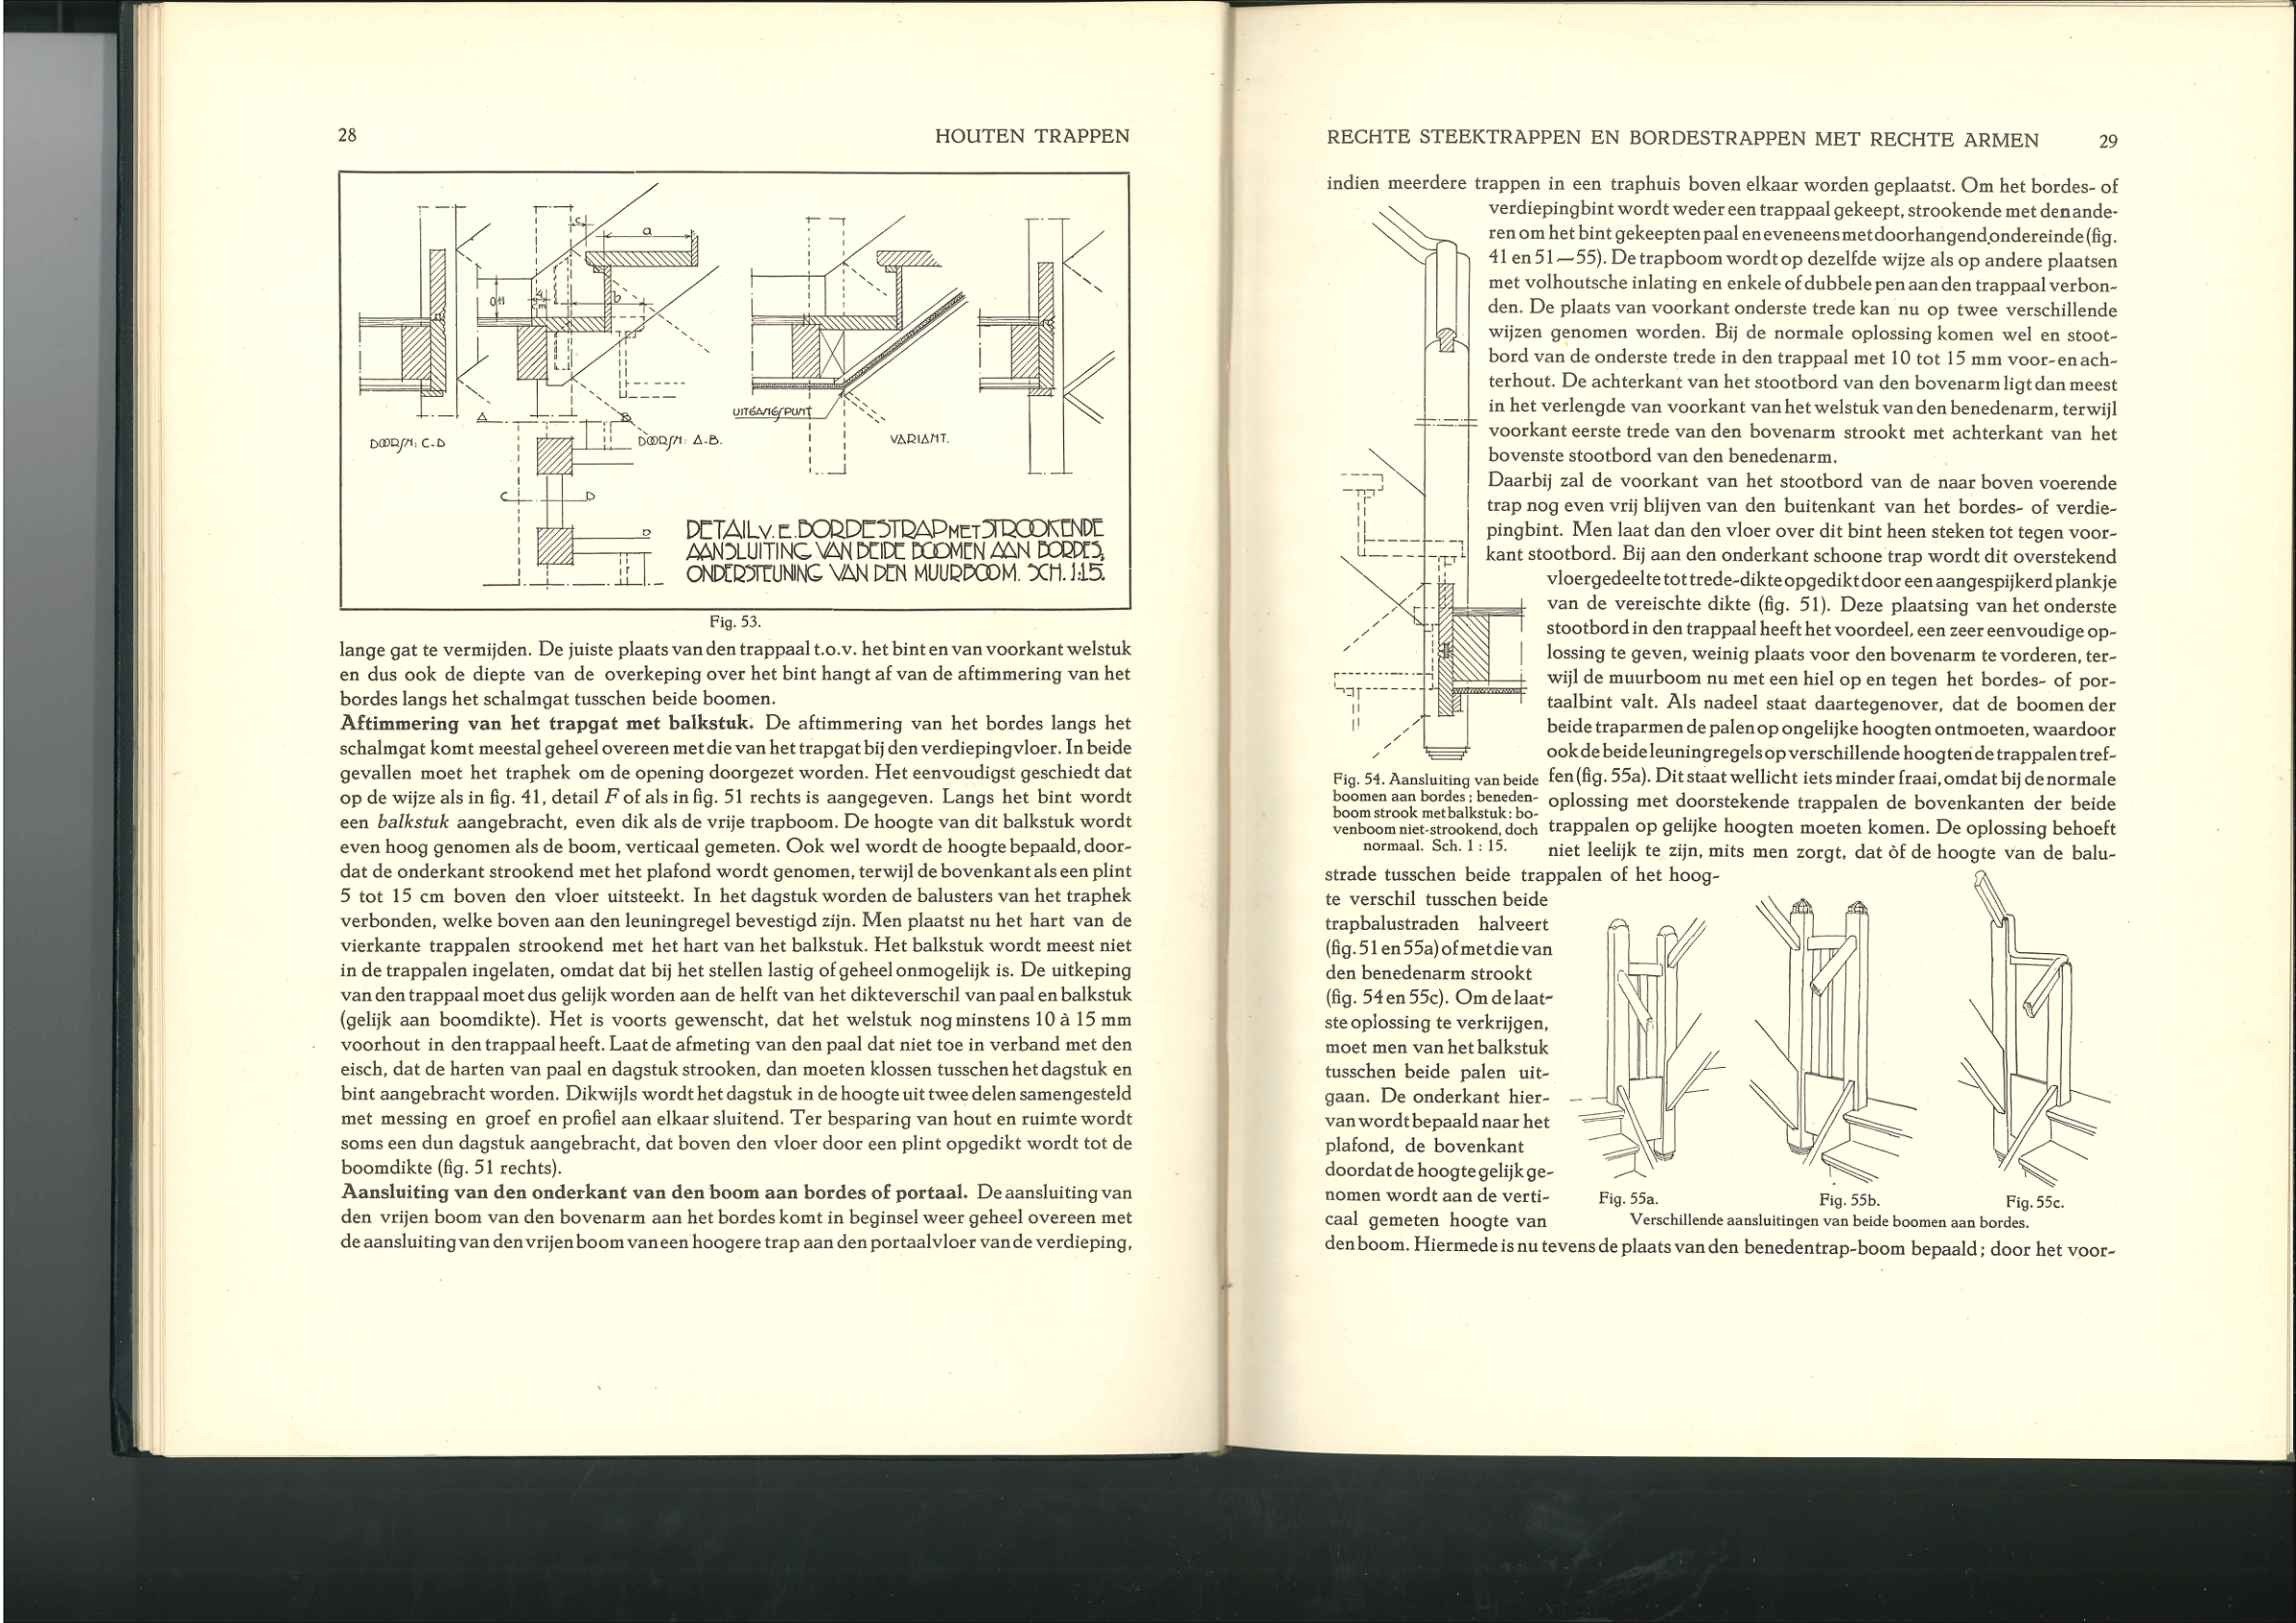 28
HOUTEN TRAPPEN
c
a
0.11
4
b
A
B
DOORSN: C-D
DOORSN: A-B.
UITGANGSPUNT
VARIANT.
C
D
D
DETAIL V. E. BORDESTRAP MET STROOKENDE
AANSLUITING VAN BEIDE BOOMEN AAN BORDES,
ONDERSTEUNING VAN DEN MUURBOOM. SCH. 1:15.
Fig. 53.
lange gat te vermijden. De juiste plaats van den trappaal t.o.v. het bint en van voorkant welstuk
en dus ook de diepte van de overkeping over het bint hangt af van de aftimmering van het
bordes langs het schalmgat tusschen beide boomen.
Aftimmering van het trapgat met balkstuk. De aftimmering van het bordes langs het
schalmgat komt meestal geheel overeen met die van het trapgat bij den verdiepingvloer. In beide
gevallen moet het traphek om de opening doorgezet worden. Het eenvoudigst geschiedt dat
op de wijze als in fig. 41, detail F of als in fig. 51 rechts is aangegeven. Langs het bint wordt
een balkstuk aangebracht, even dik als de vrije trapboom. De hoogte van dit balkstuk wordt
even hoog genomen als de boom, verticaal gemeten. Ook wel wordt de hoogte bepaald, door-
dat de onderkant strookend met het plafond wordt genomen, terwijl de bovenkant als een plint
5 tot 15 cm boven den vloer uitsteekt. In het dagstuk worden de balusters van het traphek
verbonden, welke boven aan den leuningregel bevestigd zijn. Men plaatst nu het hart van de
vierkante trappalen strookend met het hart van het balkstuk. Het balkstuk wordt meest niet
in de trappalen ingelaten, omdat dat bij het stellen lastig of geheel onmogelijk is. De uitkeping
van den trappaal moet dus gelijk worden aan de helft van het dikteverschil van paal en balkstuk
(gelijk aan boomdikte). Het is voorts gewenscht, dat het welstuk nog minstens 10 à 15 mm
voorhout in den trappaal heeft. Laat de afmeting van den paal dat niet toe in verband met den
eisch, dat de harten van paal en dagstuk strooken, dan moeten klossen tusschen het dagstuk en
bint aangebracht worden. Dikwijls wordt het dagstuk in de hoogte uit twee delen samengesteld
met messing en groef en profiel aan elkaar sluitend. Ter besparing van hout en ruimte wordt
soms een dun dagstuk aangebracht, dat boven den vloer door een plint opgedikt wordt tot de
boomdikte (fig. 51 rechts).
Aansluiting van den onderkant van den boom aan bordes of portaal. De aansluiting van
den vrijen boom van den bovenarm aan het bordes komt in beginsel weer geheel overeen met
de aansluiting van den vrijen boom van een hoogere trap aan den portaalvloer van de verdieping,
RECHTE STEEKTRAPPEN EN BORDESTRAPPEN MET RECHTE ARMEN
29
indien meerdere trappen in een traphuis boven elkaar worden geplaatst. Om het bordes- of
verdiepingbint wordt weder een trappaal gekeept, strookende met den ande-
ren om het bint gekeepten paal en eveneens met doorhangend ondereinde (fig.
41 en 51—55). De trapboom wordt op dezelfde wijze als op andere plaatsen
met volhoutsche inlating en enkele of dubbele pen aan den trappaal verbon-
den. De plaats van voorkant onderste trede kan nu op twee verschillende
wijzen genomen worden. Bij de normale oplossing komen wel en stoot-
bord van de onderste trede in den trappaal met 10 tot 15 mm voor- en ach-
terhout. De achterkant van het stootbord van den bovenarm ligt dan meest
in het verlengde van voorkant van het welstuk van den benedenarm, terwijl
voorkant eerste trede van den bovenarm strookt met achterkant van het
bovenste stootbord van den benedenarm.
Daarbij zal de voorkant van het stootbord van de naar boven voerende
trap nog even vrij blijven van den buitenkant van het bordes- of verdie-
pingbint. Men laat dan den vloer over dit bint heen steken tot tegen voor-
kant stootbord. Bij aan den onderkant schoone trap wordt dit overstekend
vloergedeelte tot trede-dikte opgedikt door een aangespijkerd plankje
van de vereischte dikte (fig. 51). Deze plaatsing van het onderste
stootbord in den trappaal heeft het voordeel, een zeer eenvoudige op-
lossing te geven, weinig plaats voor den bovenarm te vorderen, ter-
wijl de muurboom nu met een hiel op en tegen het bordes- of por-
taalbint valt. Als nadeel staat daartegenover, dat de boomen der
beide traparmen de palen op ongelijke hoogten ontmoeten, waardoor
ook de beide leuningregels op verschillende hoogten de trappalen tref-
fen (fig. 55a). Dit staat wellicht iets minder fraai, omdat bij de normale
oplossing met doorstekende trappalen de bovenkanten der beide
trappalen op gelijke hoogten moeten komen. De oplossing behoeft
niet leelijk te zijn, mits men zorgt, dat òf de hoogte van de balu-
Fig. 54. Aansluiting van beide
boomen aan bordes; beneden-
boom strook met balkstuk: bo-
venboom niet-strookend, doch
normaal. Sch. 1 : 15.
strade tusschen beide trappalen of het hoog-
te verschil tusschen beide
trapbalustraden halveert
(fig. 51 en 55a) of met die van
den benedenarm strookt
(fig. 54 en 55c). Om de laat-
ste oplossing te verkrijgen,
moet men van het balkstuk
tusschen beide palen uit-
gaan. De onderkant hier-
van wordt bepaald naar het
plafond, de bovenkant
doordat de hoogte gelijk ge-
nomen wordt aan de verti-
caal gemeten hoogte van
den boom. Hiermede is nu tevens de plaats van den benedentrap-boom bepaald; door het voor-
Fig. 55a.
Fig. 55b.
Fig. 55c.
Verschillende aansluitingen van beide boomen aan bordes.